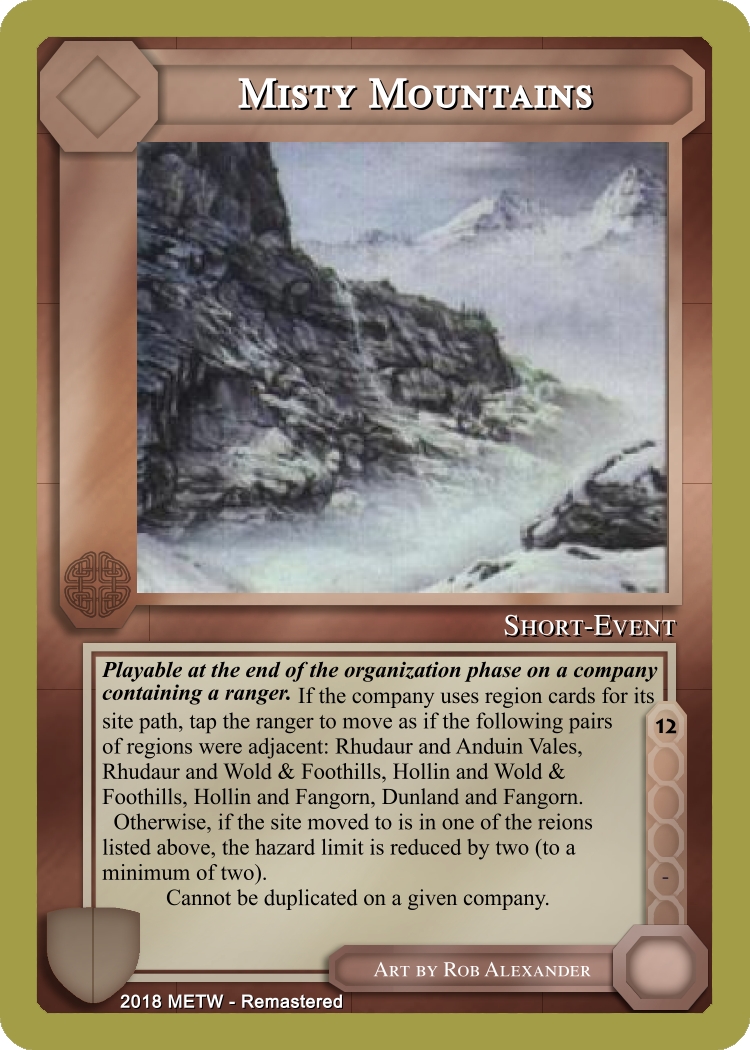 Misty Mountains
Short-Event
Playable at the end of the organization phase on a company
containing a ranger. If the company uses region cards for its
site path, tap the ranger to move as if the following pairs
of regions were adjacent: Rhudaur and Anduin Vales,
Rhudaur and Wold & Foothills, Hollin and Wold &
Foothills, Hollin and Fangorn, Dunland and Fangorn.
Otherwise, if the site moved to is in one of the reions
listed above, the hazard limit is reduced by two (to a
minimum of two).
Cannot be duplicated on a given company.
12
-
Art by Rob Alexander
2018 METW - Remastered